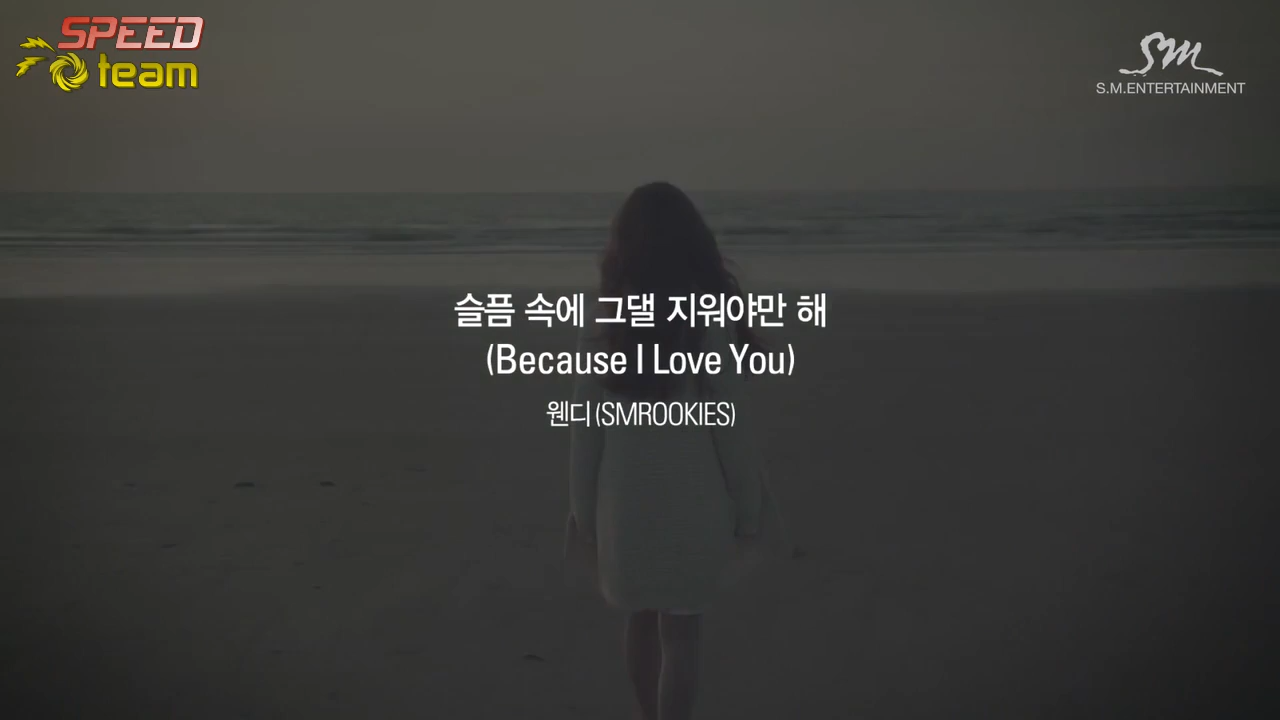 SPEED
team
SM
S.M.ENTERTAINMENT
슬픔 속에 그댈 지워야만 해
(Because I Love You)
웬디(SMROOKIES)